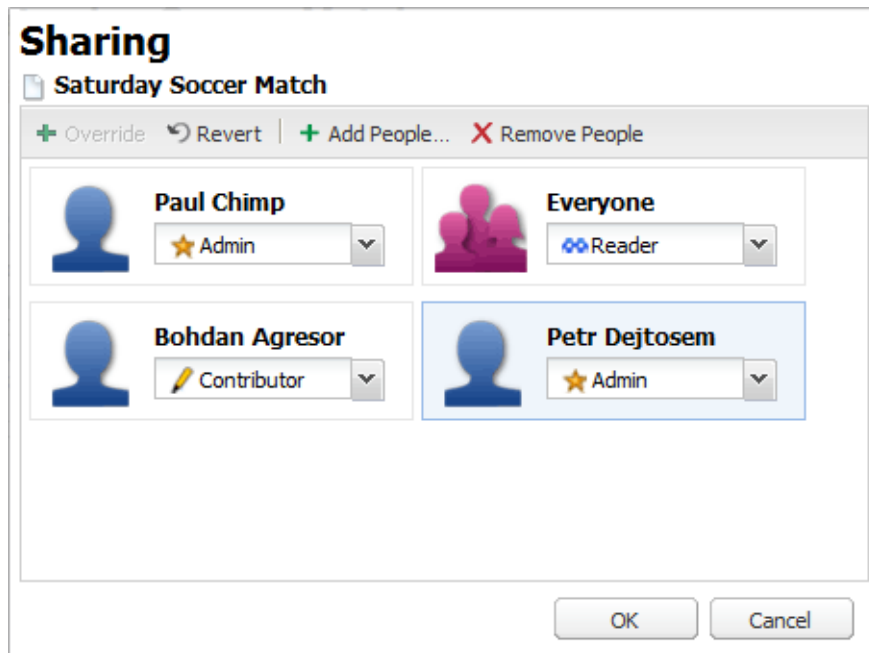 Sharing
Saturday Soccer Match
Override Revert Add People... Remove People
Paul Chimp Everyone
Admin Reader
Bohdan Agresor Petr Dejtosem
Contributor Admin
OK Cancel